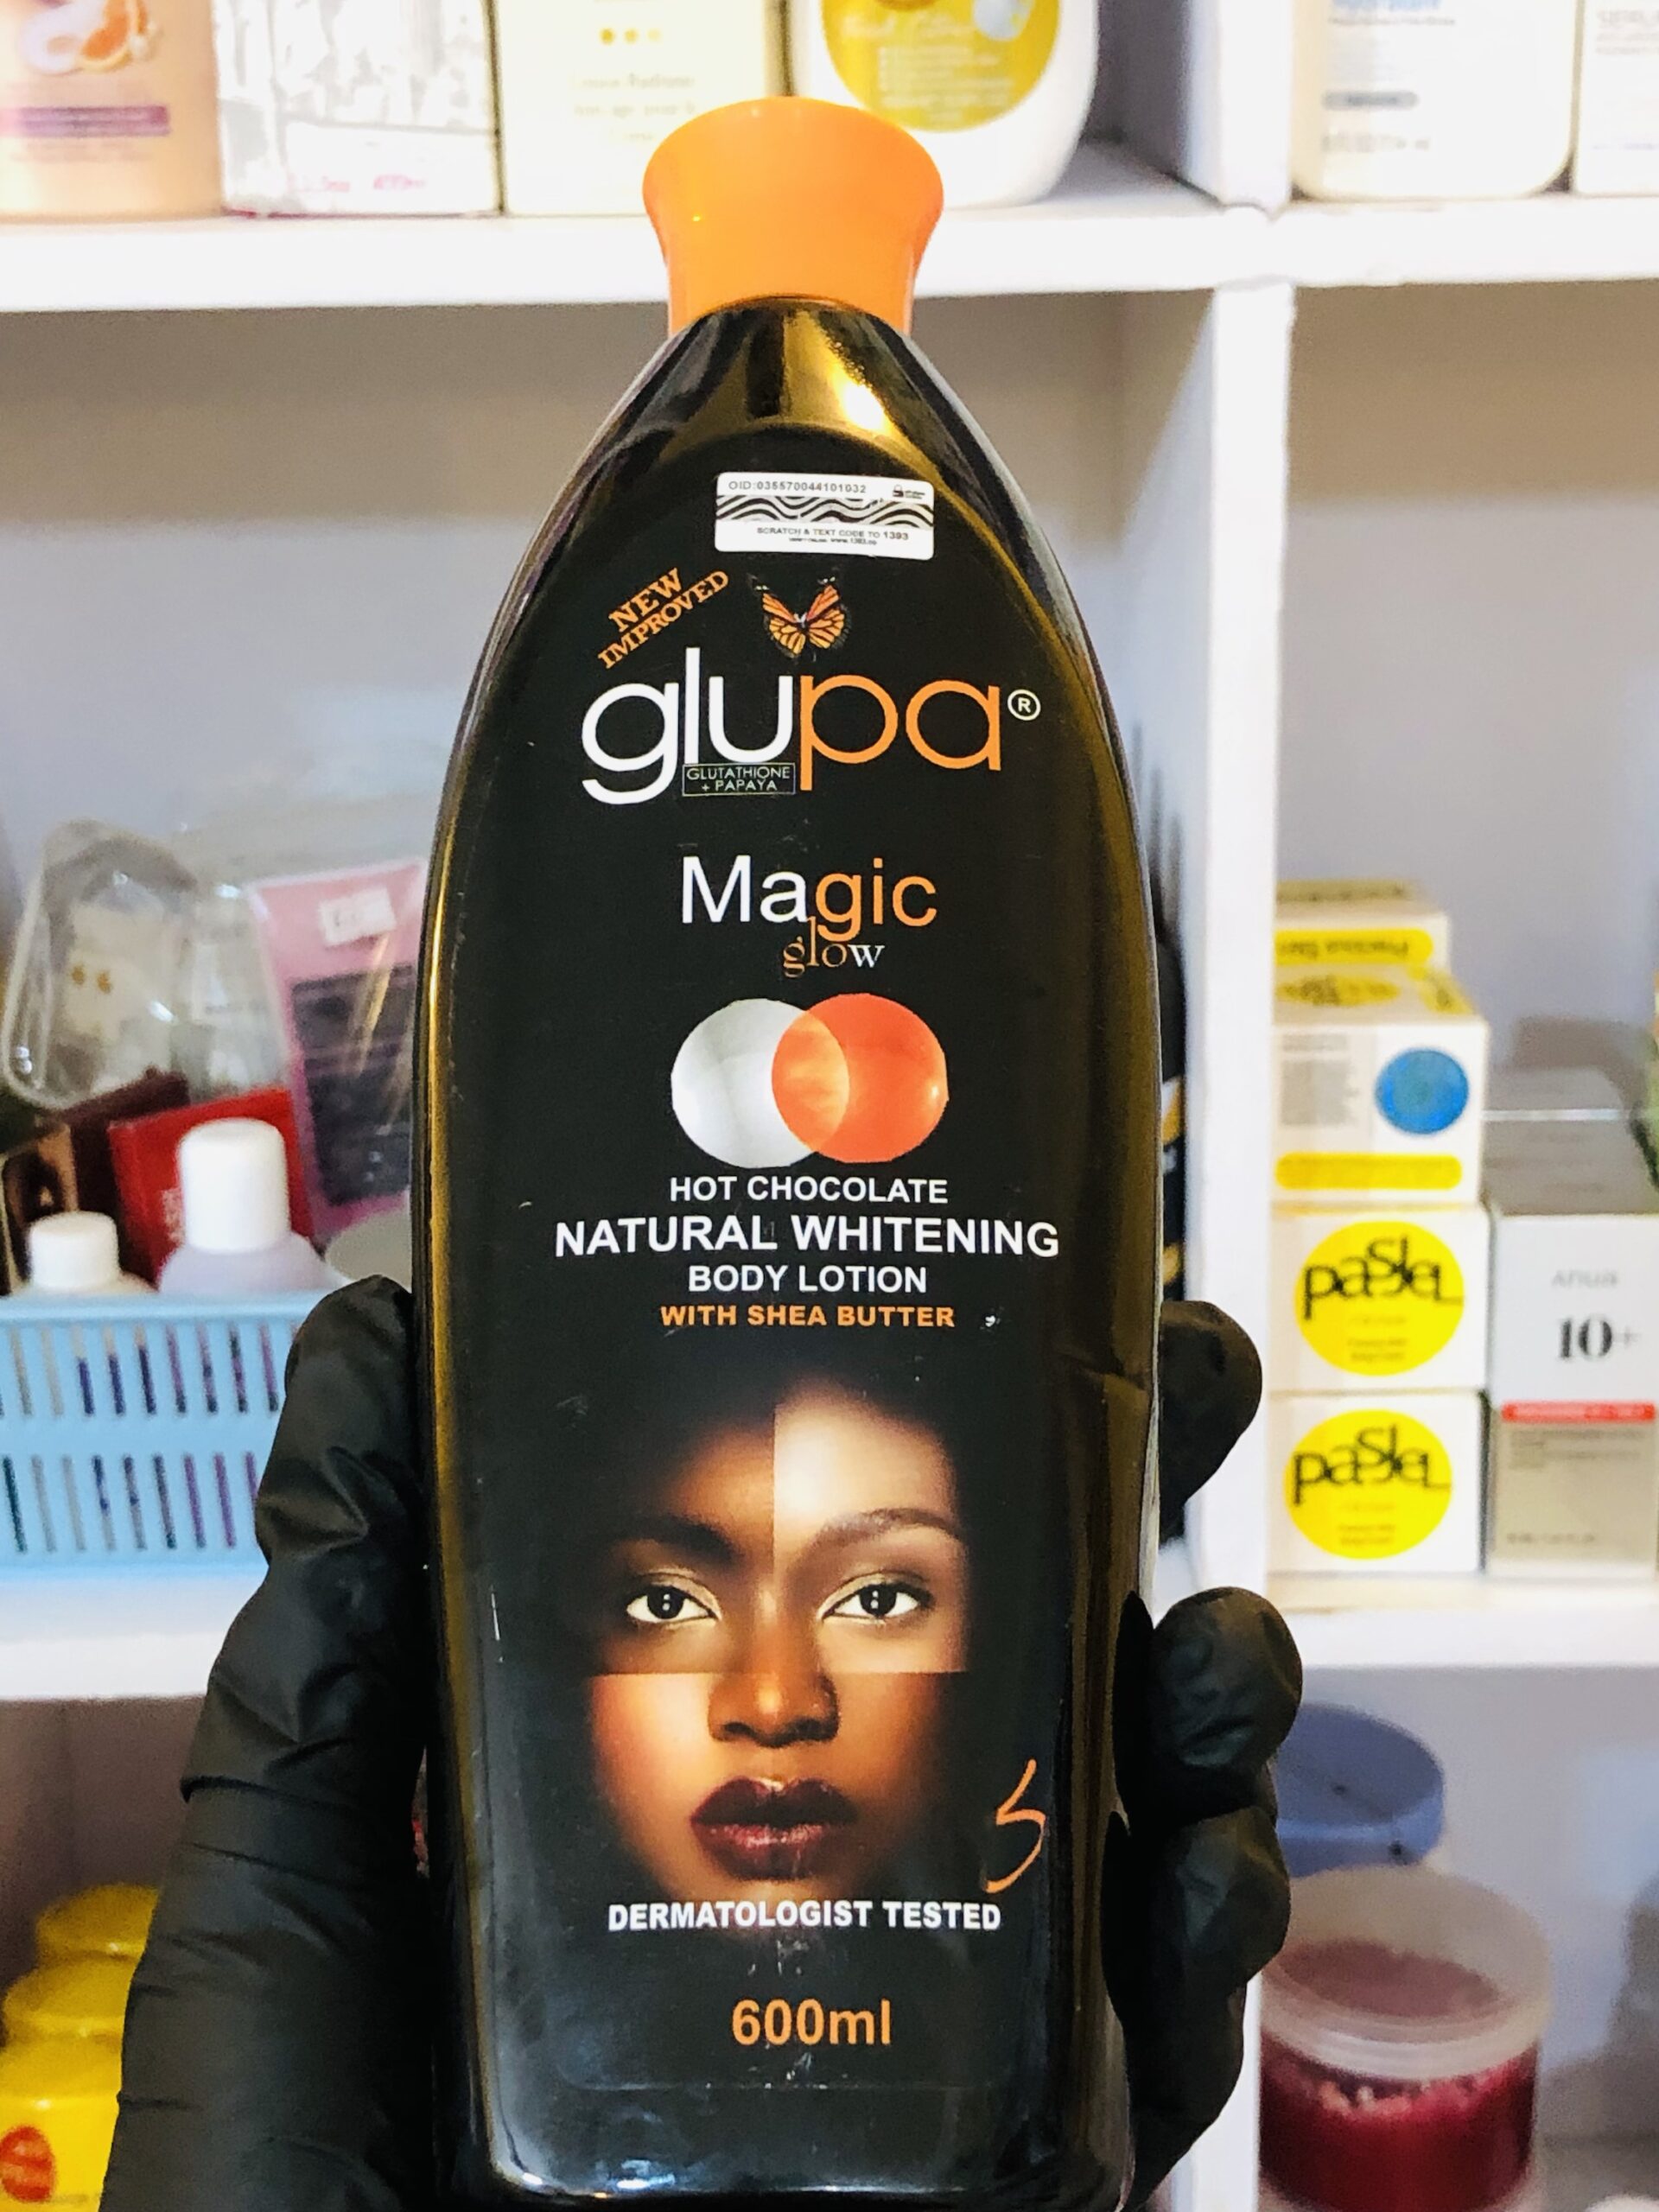 OID:035570044101032
SCRATCH & TEXT CODE TO 1393
NEW
IMPROVED
glupa®
GLUTATHIONE
+ PAPAYA
Magic
glow
HOT CHOCOLATE
NATURAL WHITENING
BODY LOTION
WITH SHEA BUTTER
DERMATOLOGIST TESTED
600ml
pasjel
pasjel
anua
10+